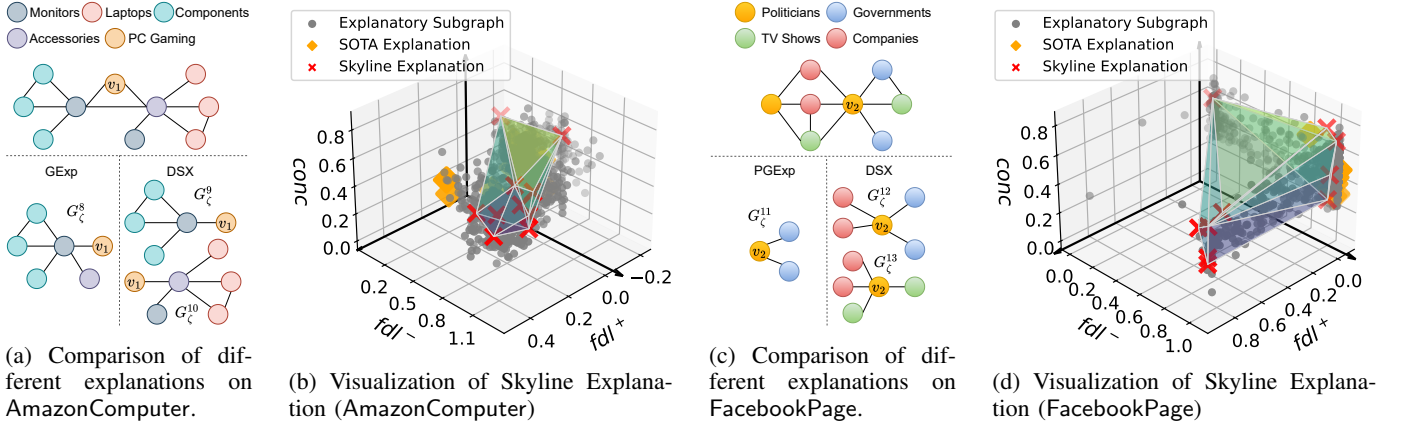 Monitors Laptops Components
Accessories PC Gaming
v1
GExp
DSX
G8ζ
v1
G9ζ
v1
v1
G10ζ
(a) Comparison of dif-
ferent explanations on
AmazonComputer.
Explanatory Subgraph
SOTA Explanation
Skyline Explanation
conc
0.8
0.6
0.4
0.2
0.0
0.2
0.5
0.8
1.1
fdl −
−0.2
0.0
0.2
0.4
fdl +
(b) Visualization of Skyline Explana-
tion (AmazonComputer)
Politicians Governments
TV Shows Companies
v2
PGExp
DSX
G11ζ
v2
G12ζ
v2
G13ζ
v2
(c) Comparison of dif-
ferent explanations on
FacebookPage.
Explanatory Subgraph
SOTA Explanation
Skyline Explanation
conc
0.8
0.6
0.4
0.2
0.0
0.0
0.2
0.4
0.6
0.8
1.0
fdl −
0.0
0.2
0.4
0.6
0.8
fdl +
(d) Visualization of Skyline Explana-
tion (FacebookPage)